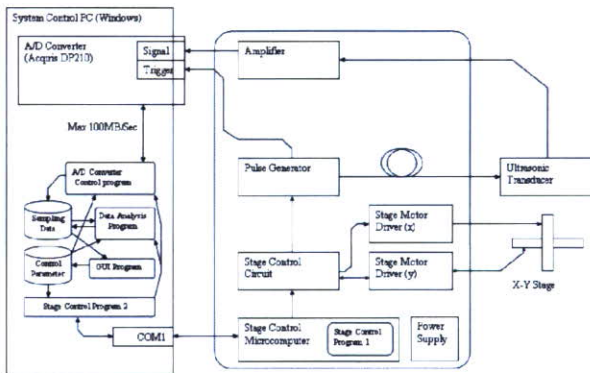 System Control PC (Windows)
A/D Converter
(Acqiris DP210)
Signal
Trigger
Amplifier
Max 100MB/Sec
A/D Converter
Control program
Sampling
Data
Data Analysis
Program
Control
Parameter
GUI Program
Stage Control Program 2
COM1
Pulse Generator
Ultrasonic
Transducer
Stage Motor
Driver (x)
Stage Control
Circuit
Stage Motor
Driver (y)
X-Y Stage
Stage Control
Microcomputer
Stage Control
Program 1
Power
Supply